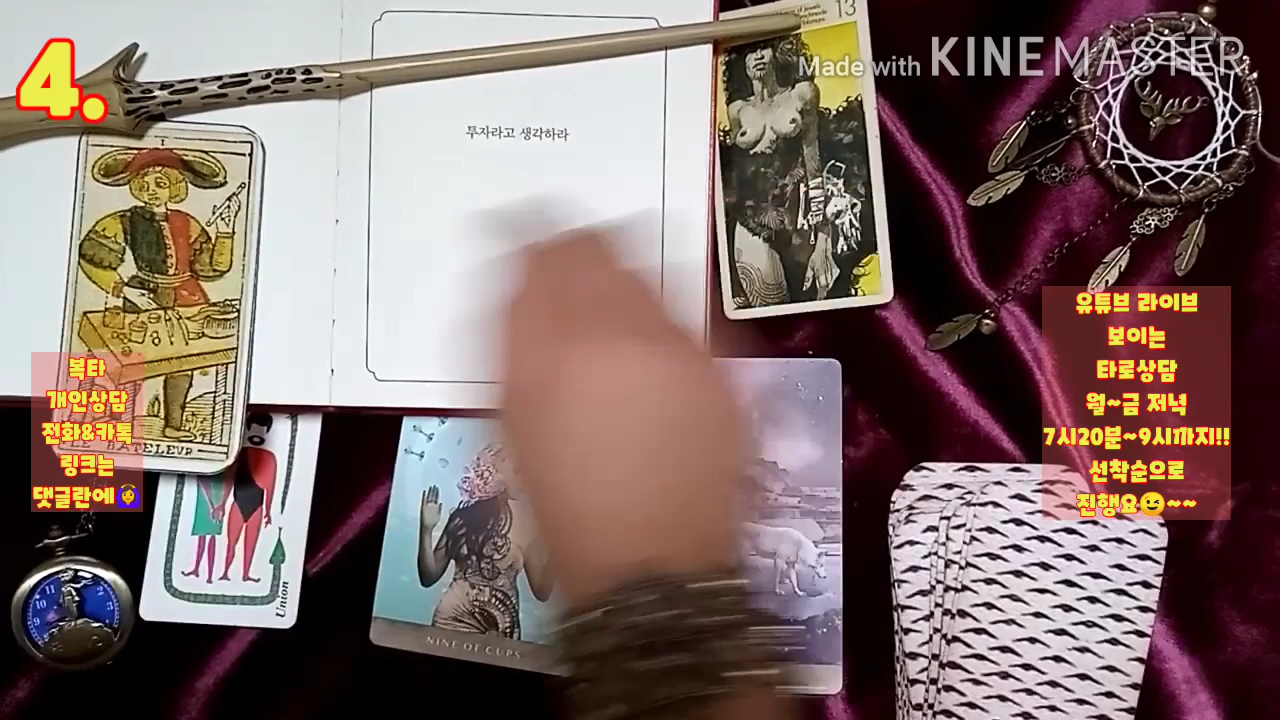 4.
Made with KINEMASTER
13
투자라고 생각하라
I
LE BATELEVR
복타
개인상담
전화&카톡
링크는
댓글란에🙆‍♀️
유튜브 라이브
보이는
타로상담
월~금 저녁
7시20분~9시까지!!
선착순으로
진행요😉~~
Union
NINE OF CUPS